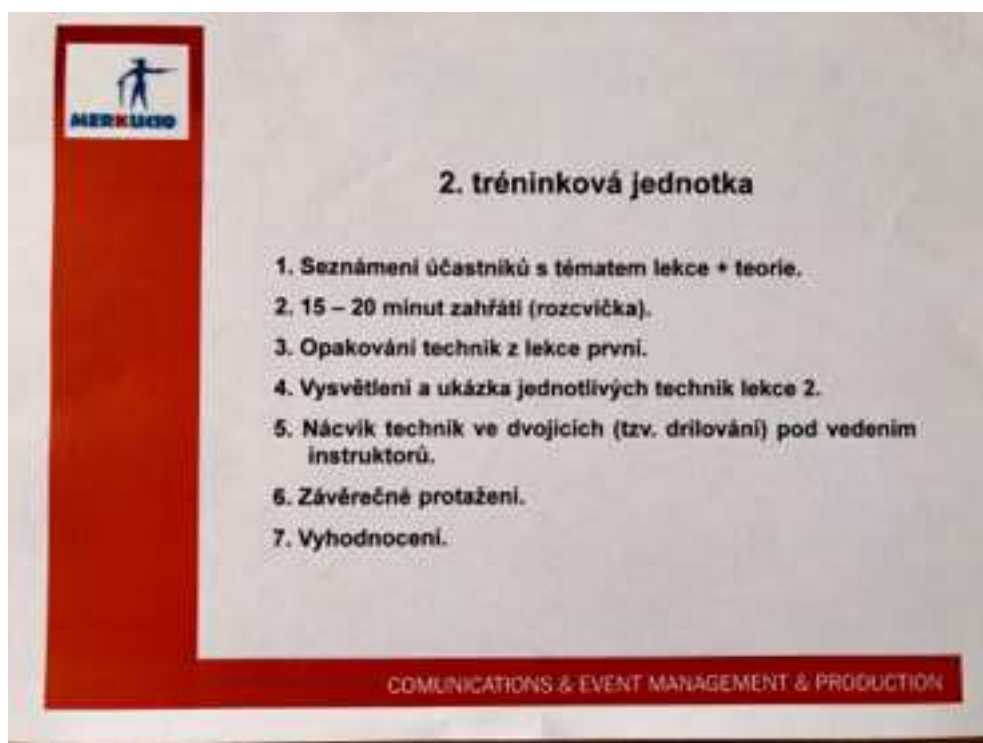 MERKUCIO
2. tréninková jednotka
1. Seznámení účastníků s tématem lekce + teorie.
2. 15 – 20 minut zahřátí (rozcvička).
3. Opakování technik z lekce první.
4. Vysvětlení a ukázka jednotlivých technik lekce 2.
5. Nácvik technik ve dvojicích (tzv. drilování) pod vedením
instruktorů.
6. Závěrečné protažení.
7. Vyhodnocení.
COMUNICATIONS & EVENT MANAGEMENT & PRODUCTION